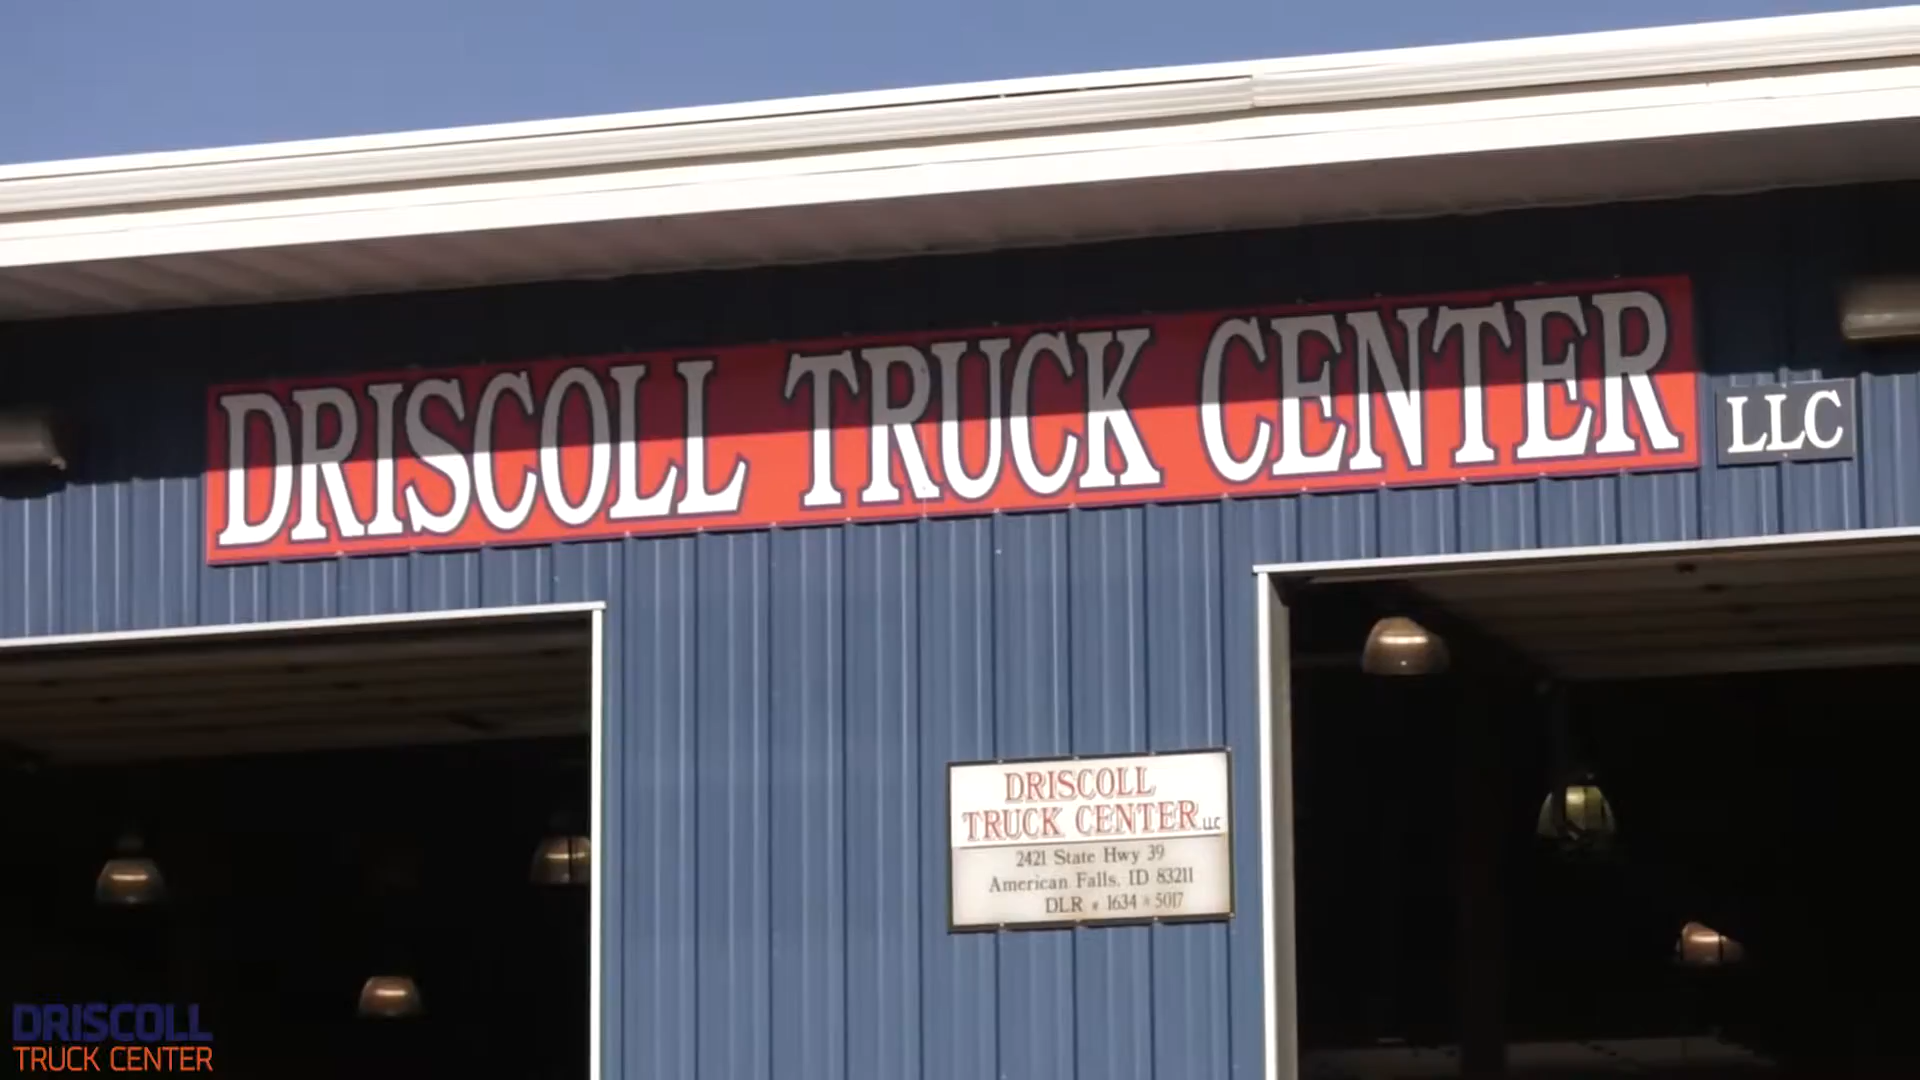 DRISCOLL TRUCK CENTER
LLC
DRISCOLL
TRUCK CENTER LLC
2421 State Hwy 39
American Falls, ID 83211
DLR # 1634 * 5017
DRISCOLL
TRUCK CENTER